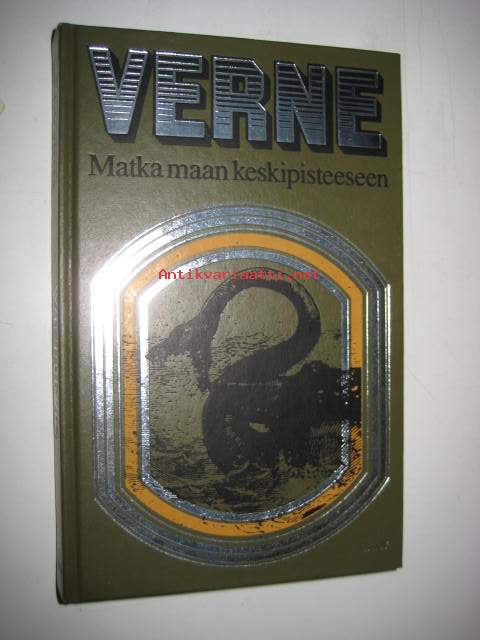 VERNE
Matka maan keskipisteeseen
Antikvariaatti.net